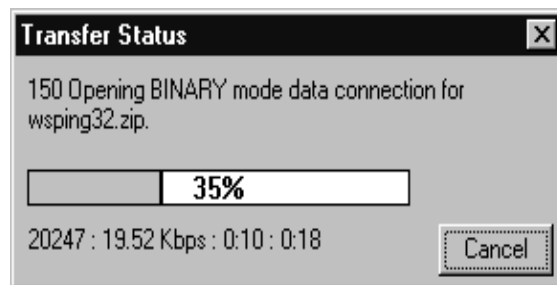 Transfer Status
150 Opening BINARY mode data connection for
wsping32.zip.
35%
20247 : 19.52 Kbps : 0:10 : 0:18
Cancel